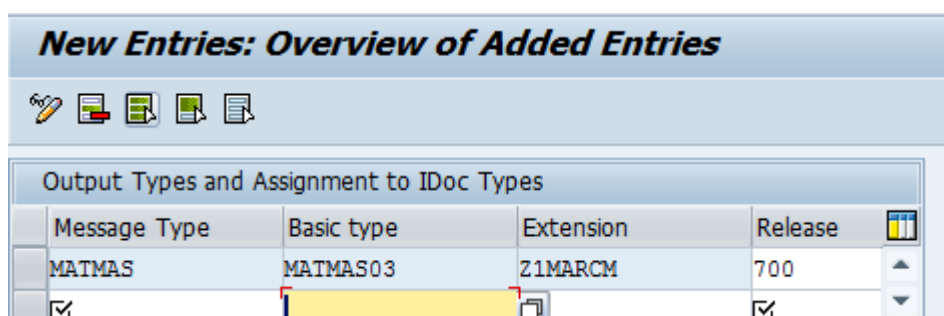 New Entries: Overview of Added Entries
Output Types and Assignment to IDoc Types
Message Type Basic type Extension Release
MATMAS MATMAS03 Z1MARCM 700